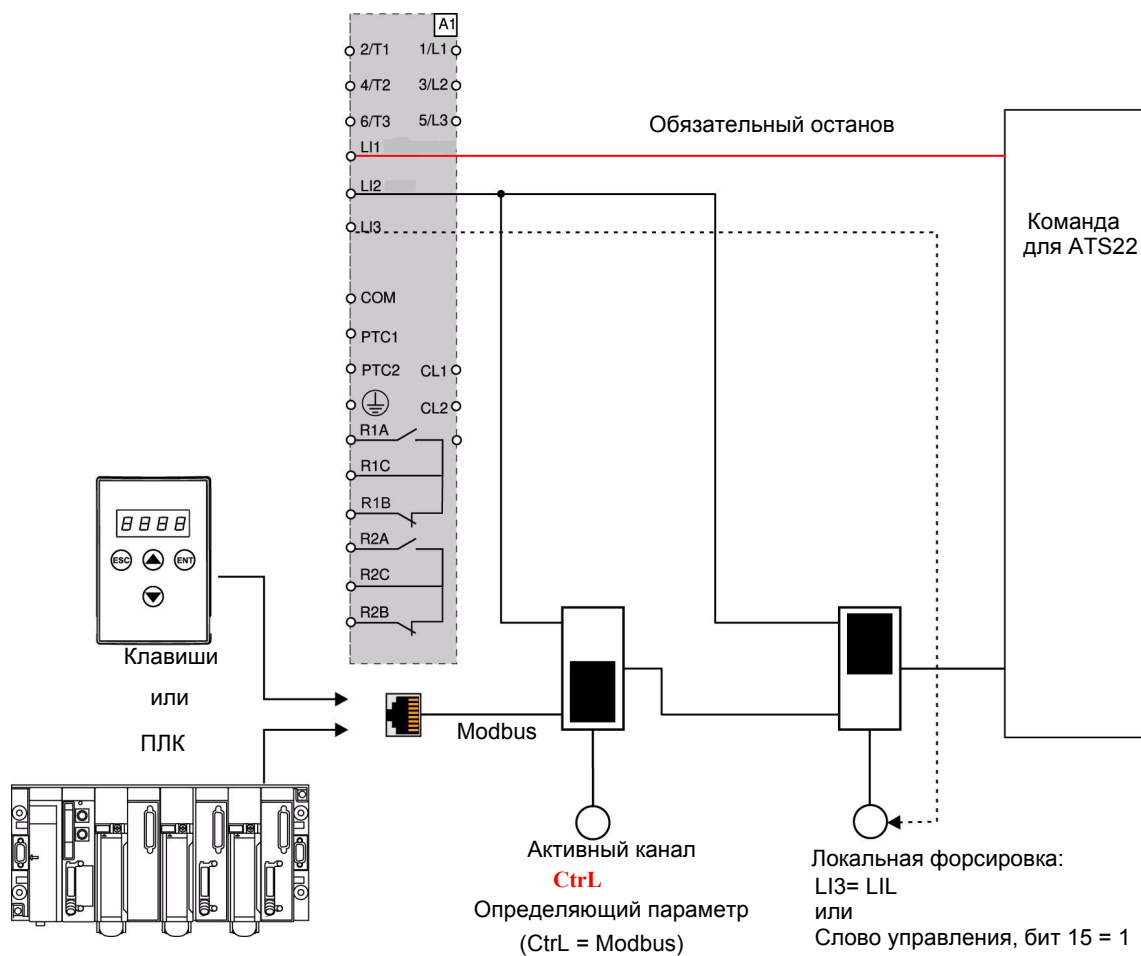 A1
2/T1 1/L1
4/T2 3/L2
6/T3 5/L3
Обязательный останов
LI1
LI2
LI3
Команда
для ATS22
COM
PTC1
PTC2 CL1
CL2
R1A
R1C
R1B
R2A
R2C
R2B
8888
ESC ENT
Клавиши
или
ПЛК
Modbus
Активный канал
CtrL
Определяющий параметр
(CtrL = Modbus)
Локальная форсировка:
LI3= LIL
или
Слово управления, бит 15 = 1